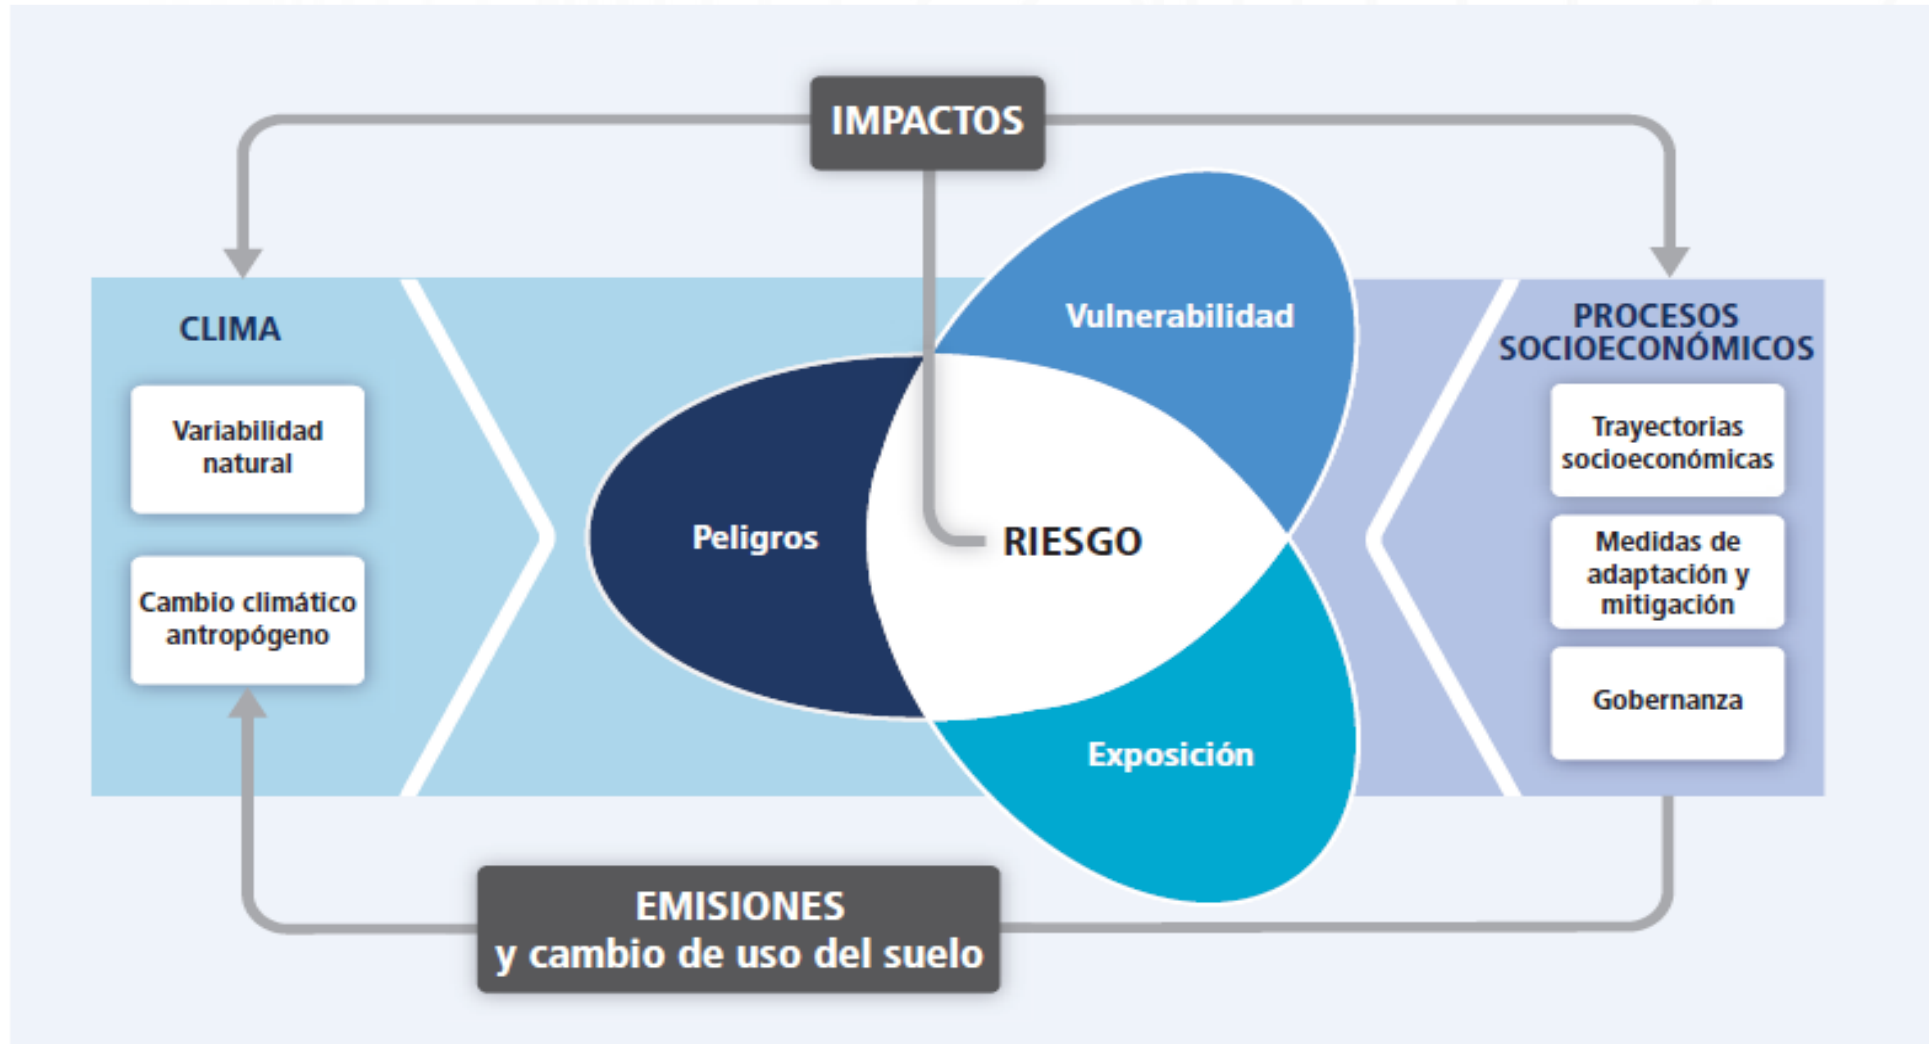 IMPACTOS
CLIMA
Variabilidad
natural
Cambio climático
antropógeno
Peligros
Vulnerabilidad
RIESGO
Exposición
PROCESOS
SOCIOECONÓMICOS
Trayectorias
socioeconómicas
Medidas de
adaptación y
mitigación
Gobernanza
EMISIONES
y cambio de uso del suelo